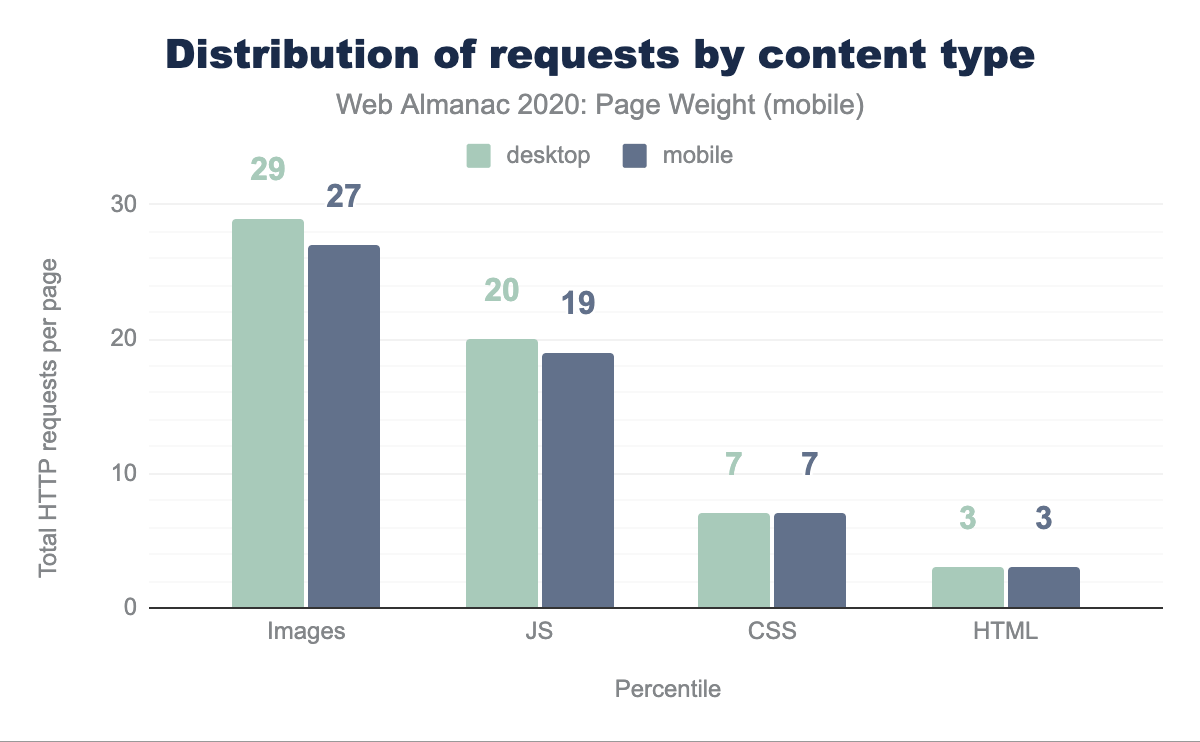 Distribution of requests by content type
Web Almanac 2020: Page Weight (mobile)
desktop mobile
29
27
20
19
7
7
3
3
30
20
10
0
Total HTTP requests per page
Images JS CSS HTML
Percentile